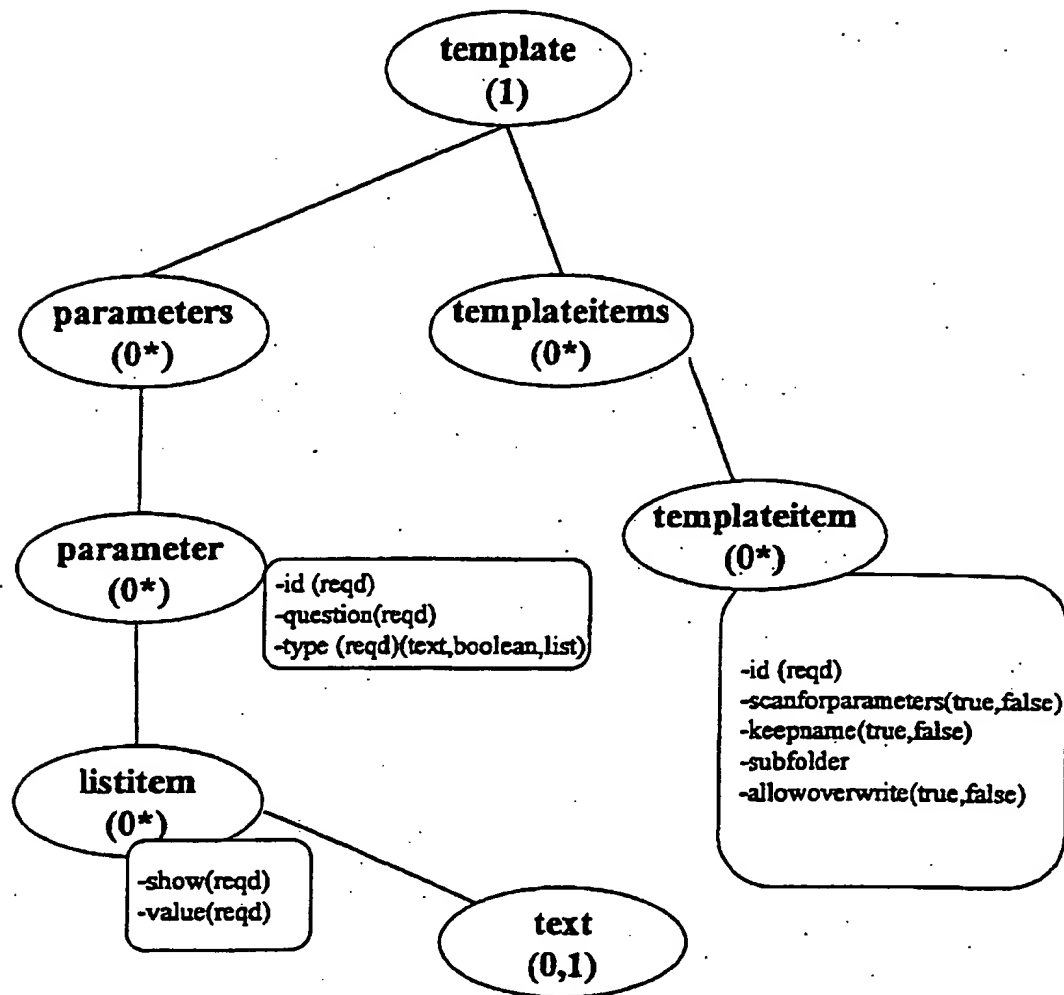 template
(1)
parameters
(0*)
templateitems
(0*)
parameter
(0*)
-id (reqd)
-question(reqd)
-type (reqd)(text,boolean,list)
templateitem
(0*)
-id (reqd)
-scanforparameters(true,false)
-keepname(true,false)
-subfolder
-allowoverwrite(true,false)
listitem
(0*)
-show(reqd)
-value(reqd)
text
(0,1)